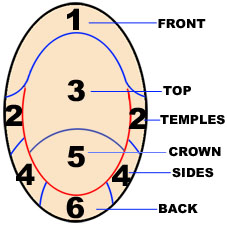 1 FRONT
3 TOP
2 2 TEMPLES
5 CROWN
4 4 SIDES
6 BACK